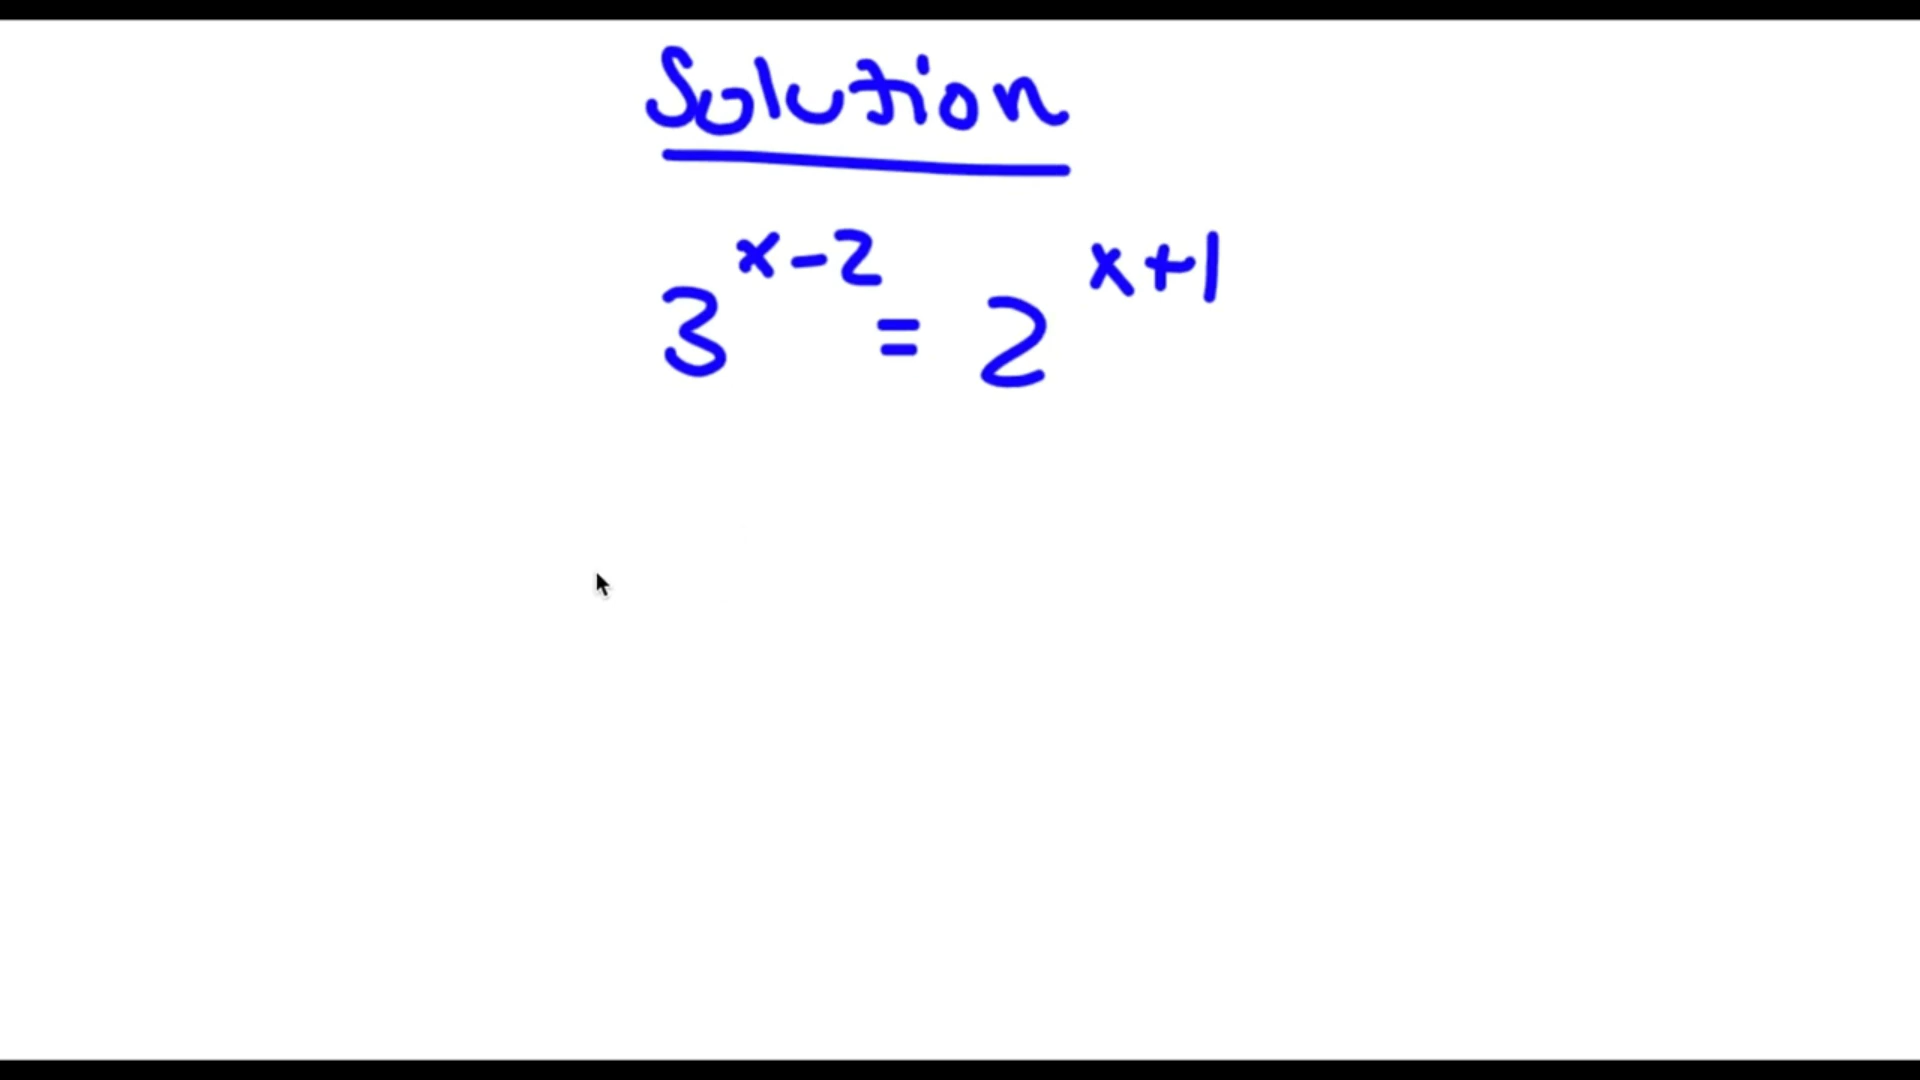 Solution
3^{x-2} = 2^{x+1}